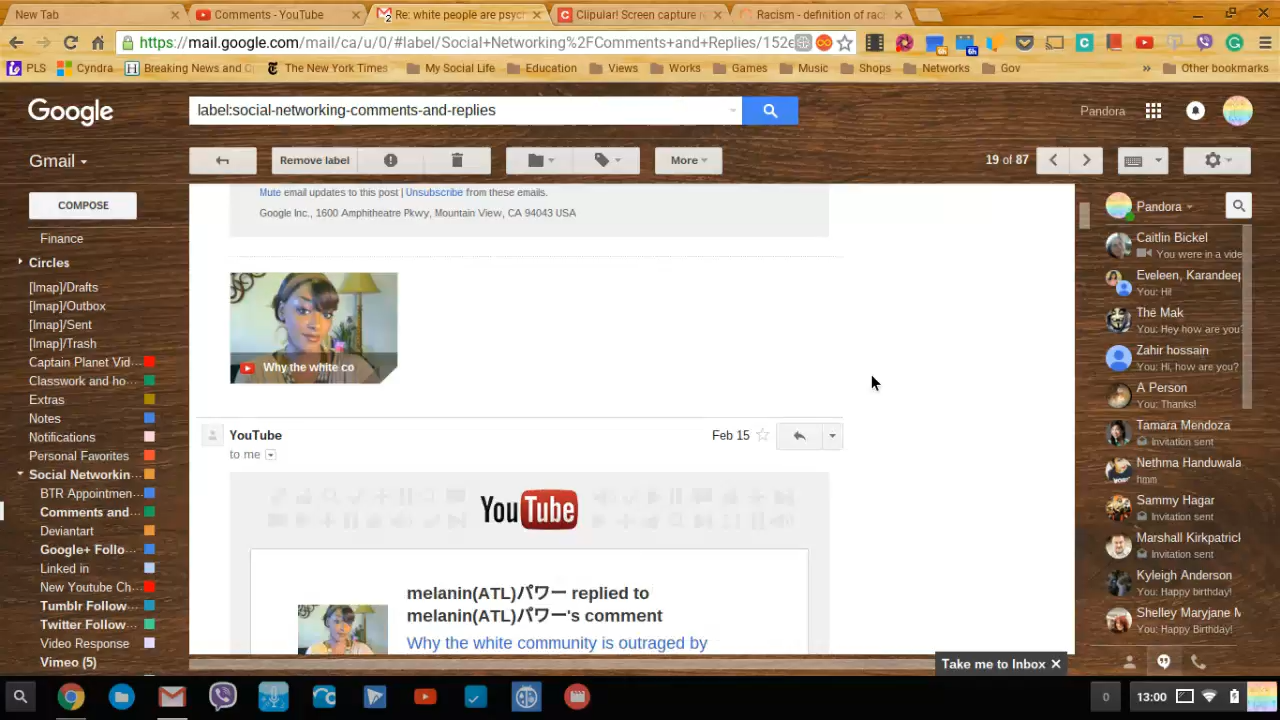 New Tab
Comments - YouTube
Re: white people are psyc
Clipular! Screen capture
Racism - definition of rac
https://mail.google.com/mail/ca/u/0/#label/Social+Networking%2FComments+and+Replies/152e
PLS
Cyndra
Breaking News and
The New York Times
My Social Life
Education
Views
Works
Games
Music
Shops
Networks
Gov
»
Other bookmarks
Google
label:social-networking-comments-and-replies
Pandora
Gmail
Remove label
More
19 of 87
COMPOSE
Finance
Circles
[Imap]/Drafts
[Imap]/Outbox
[Imap]/Sent
[Imap]/Trash
Captain Planet Vid...
Classwork and ho...
Extras
Notes
Notifications
Personal Favorites
Social Networkin...
BTR Appointmen...
Comments and...
Deviantart
Google+ Follo...
Linked in
New Youtube Ch...
Tumblr Follow...
Twitter Follow...
Video Response
Vimeo (5)
Mute email updates to this post | Unsubscribe from these emails.
Google Inc., 1600 Amphitheatre Pkwy, Mountain View, CA 94043 USA
Why the white co
YouTube
Feb 15
to me
YouTube
melanin(ATL)パワー replied to
melanin(ATL)パワー's comment
Why the white community is outraged by
Pandora
Caitlin Bickel
You were in a vide
Eveleen, Karandeep
You: Hi!
The Mak
You: Hey how are you?
Zahir hossain
You: Hi, how are you?
A Person
You: Thanks!
Tamara Mendoza
Invitation sent
Nethma Handuwala
hmm
Sammy Hagar
Invitation sent
Marshall Kirkpatrick
Invitation sent
Kyleigh Anderson
You: Happy birthday!
Shelley Maryjane M
You: Happy Birthday!
Take me to Inbox
0
13:00